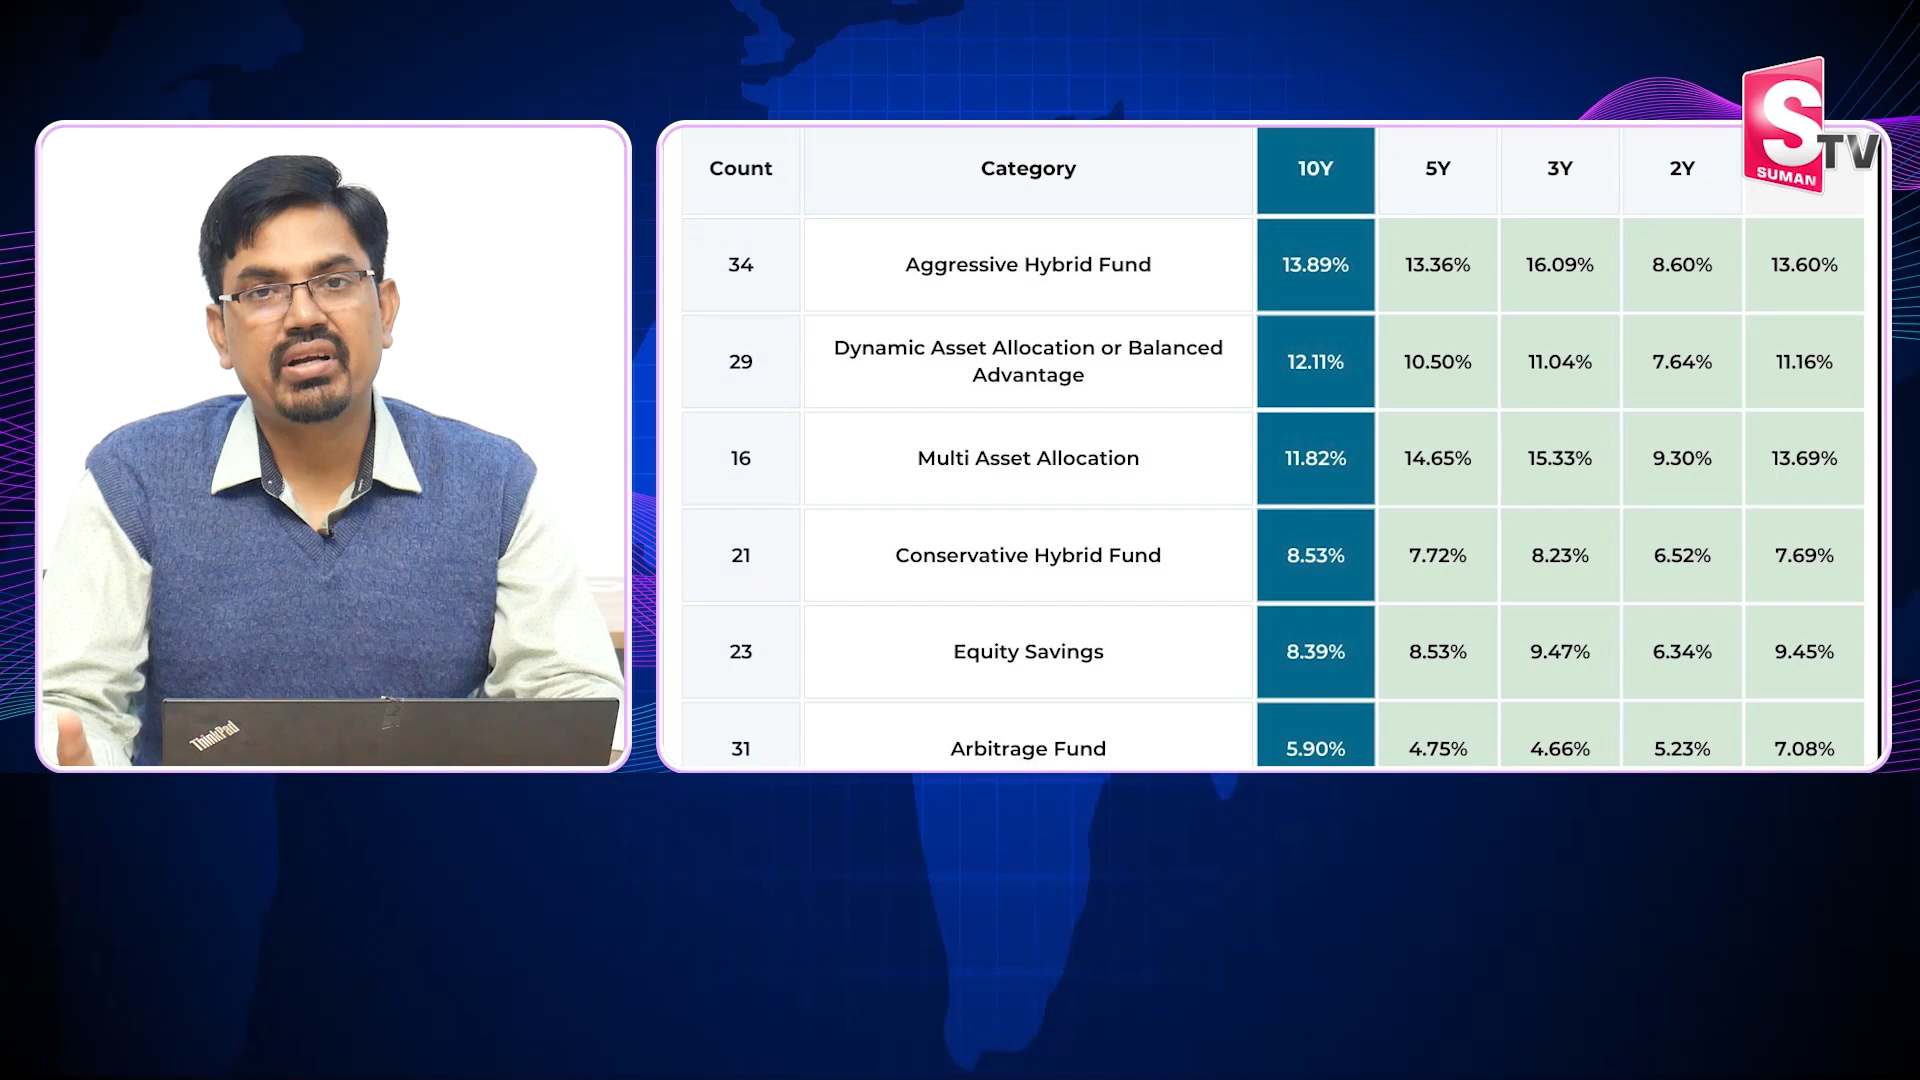 S
TV
SUMAN
Count Category 10Y 5Y 3Y 2Y
34 Aggressive Hybrid Fund 13.89% 13.36% 16.09% 8.60% 13.60%
29 Dynamic Asset Allocation or Balanced Advantage 12.11% 10.50% 11.04% 7.64% 11.16%
16 Multi Asset Allocation 11.82% 14.65% 15.33% 9.30% 13.69%
21 Conservative Hybrid Fund 8.53% 7.72% 8.23% 6.52% 7.69%
23 Equity Savings 8.39% 8.53% 9.47% 6.34% 9.45%
31 Arbitrage Fund 5.90% 4.75% 4.66% 5.23% 7.08%
ThinkPad